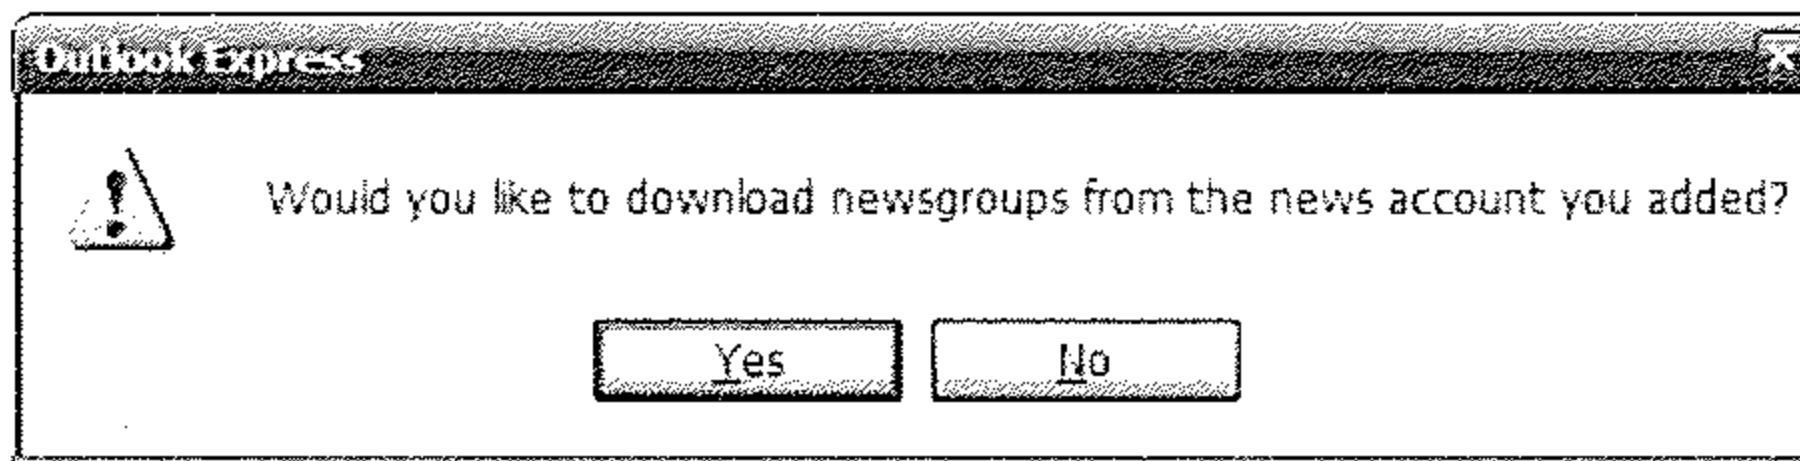 Outlook Express
Would you like to download newsgroups from the news account you added?
Yes
No